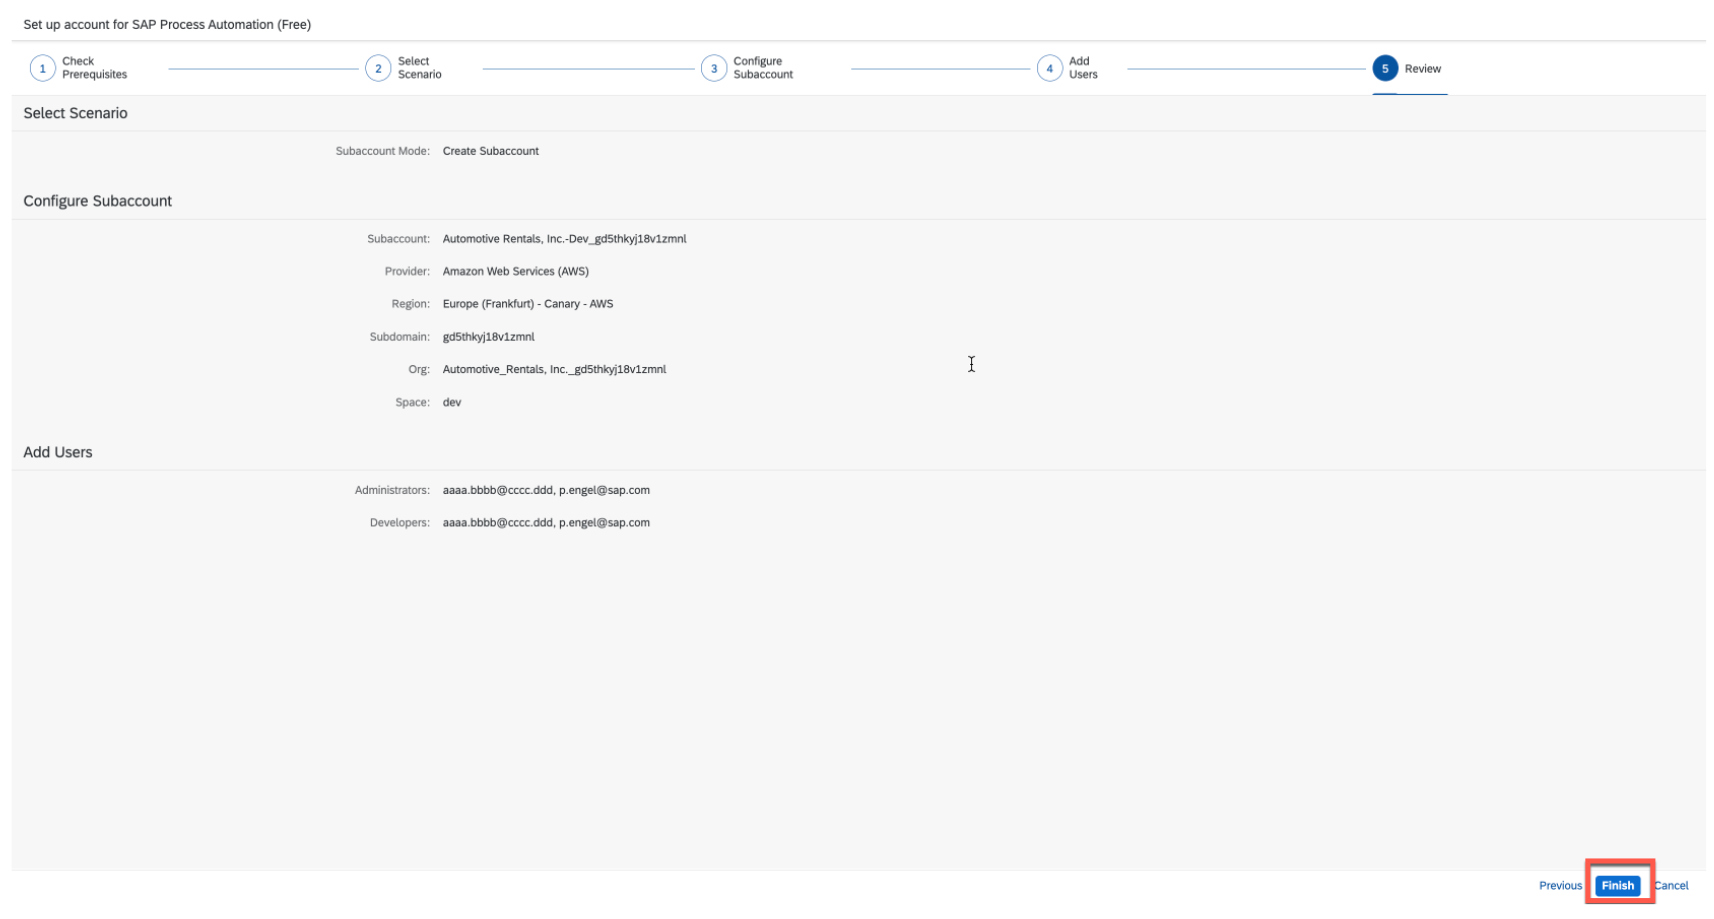 Set up account for SAP Process Automation (Free)
1 Check Prerequisites
2 Select Scenario
3 Configure Subaccount
4 Add Users
5 Review
Select Scenario
Subaccount Mode: Create Subaccount
Configure Subaccount
Subaccount: Automotive Rentals, Inc.-Dev_gd5thkyj18v1zmnl
Provider: Amazon Web Services (AWS)
Region: Europe (Frankfurt) - Canary - AWS
Subdomain: gd5thkyj18v1zmnl
Org: Automotive_Rentals, Inc._gd5thkyj18v1zmnl
Space: dev
Add Users
Administrators: aaaa.bbbb@cccc.ddd, p.engel@sap.com
Developers: aaaa.bbbb@cccc.ddd, p.engel@sap.com
Previous Finish Cancel